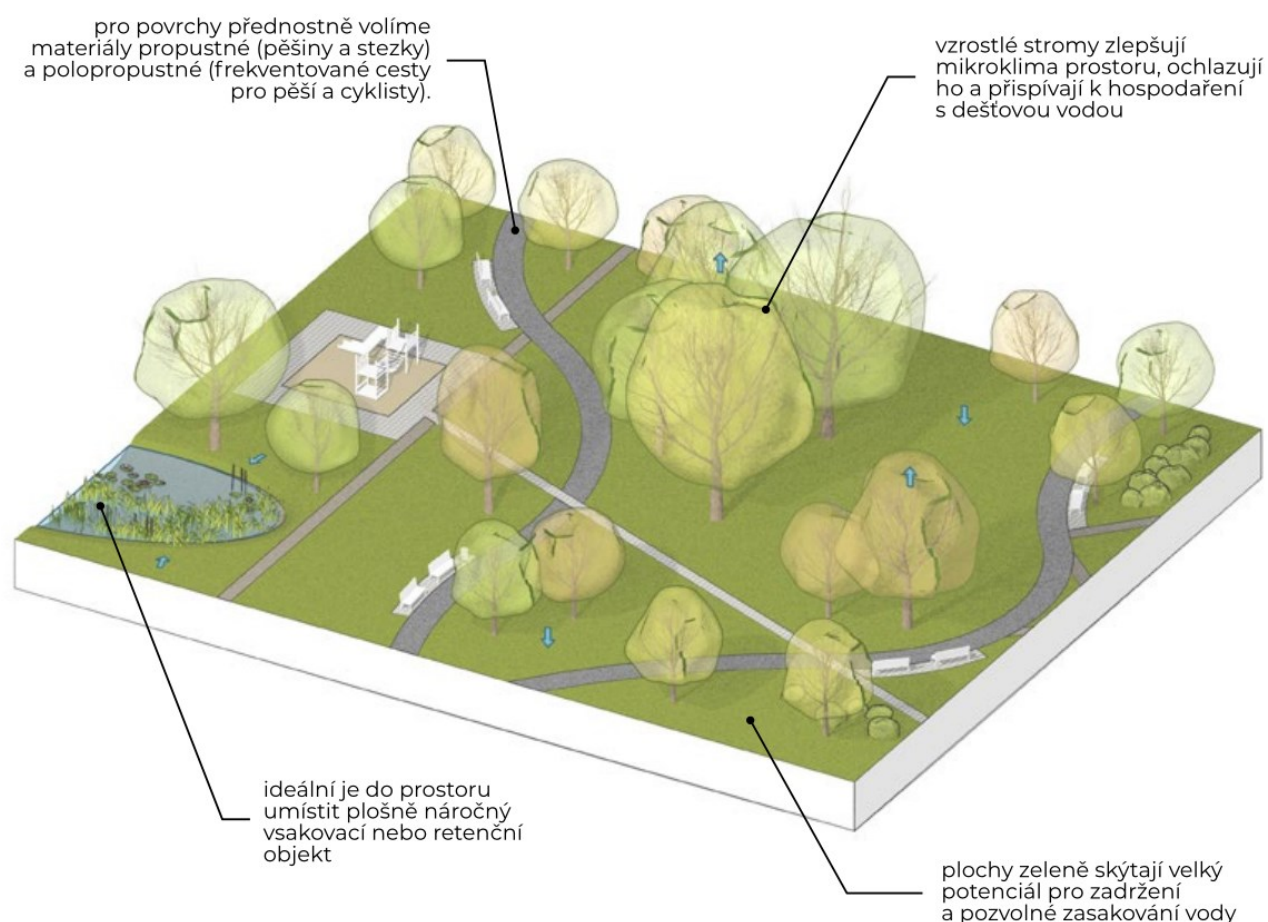 pro povrchy přednostně volíme
materiály propustné (pěšiny a stezky)
a polopropustné (frekventované cesty
pro pěší a cyklisty).
vzrostlé stromy zlepšují
mikroklima prostoru, ochlazují
ho a přispívají k hospodaření
s dešťovou vodou
ideální je do prostoru
umístit plošně náročný
vsakovací nebo retenční
objekt
plochy zeleně skýtají velký
potenciál pro zadržení
a pozvolné zasakování vody